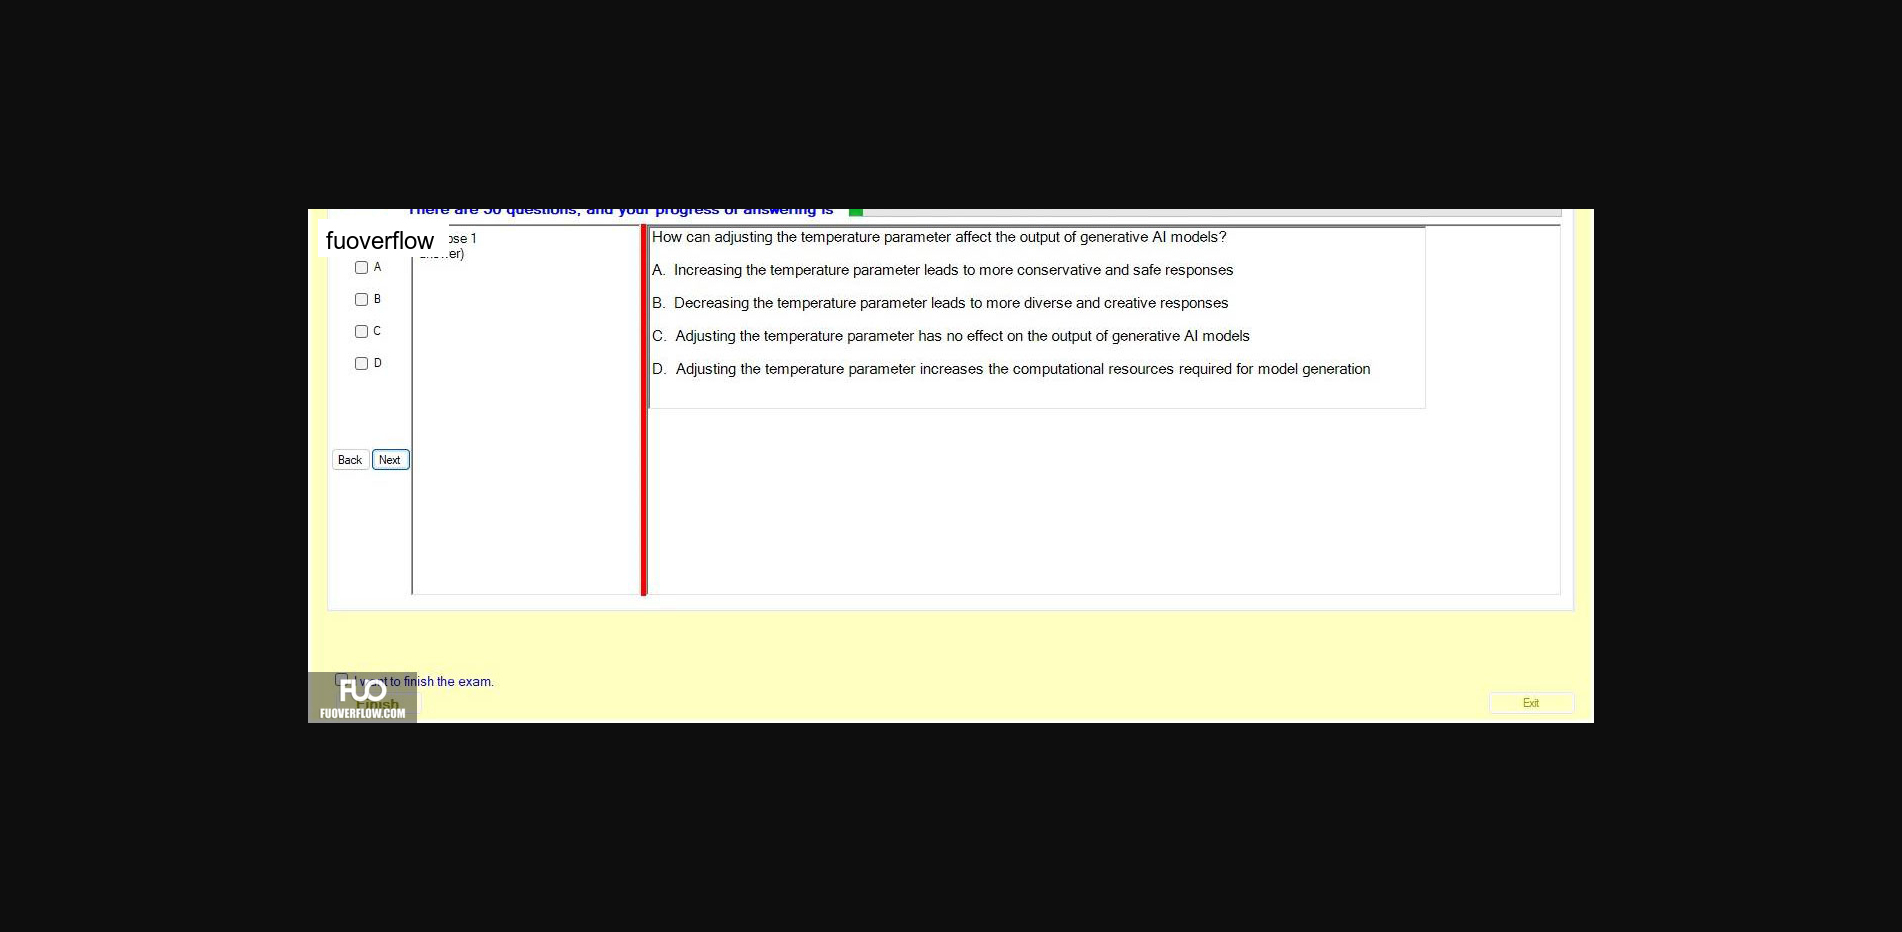 There are 50 questions, and your progress of answering is
fuoverflow
ose 1
er)
A
B
C
D
Back
Next
How can adjusting the temperature parameter affect the output of generative AI models?
A. Increasing the temperature parameter leads to more conservative and safe responses
B. Decreasing the temperature parameter leads to more diverse and creative responses
C. Adjusting the temperature parameter has no effect on the output of generative AI models
D. Adjusting the temperature parameter increases the computational resources required for model generation
I want to finish the exam.
FUO
Finish
FUOVERFLOW.COM
Exit